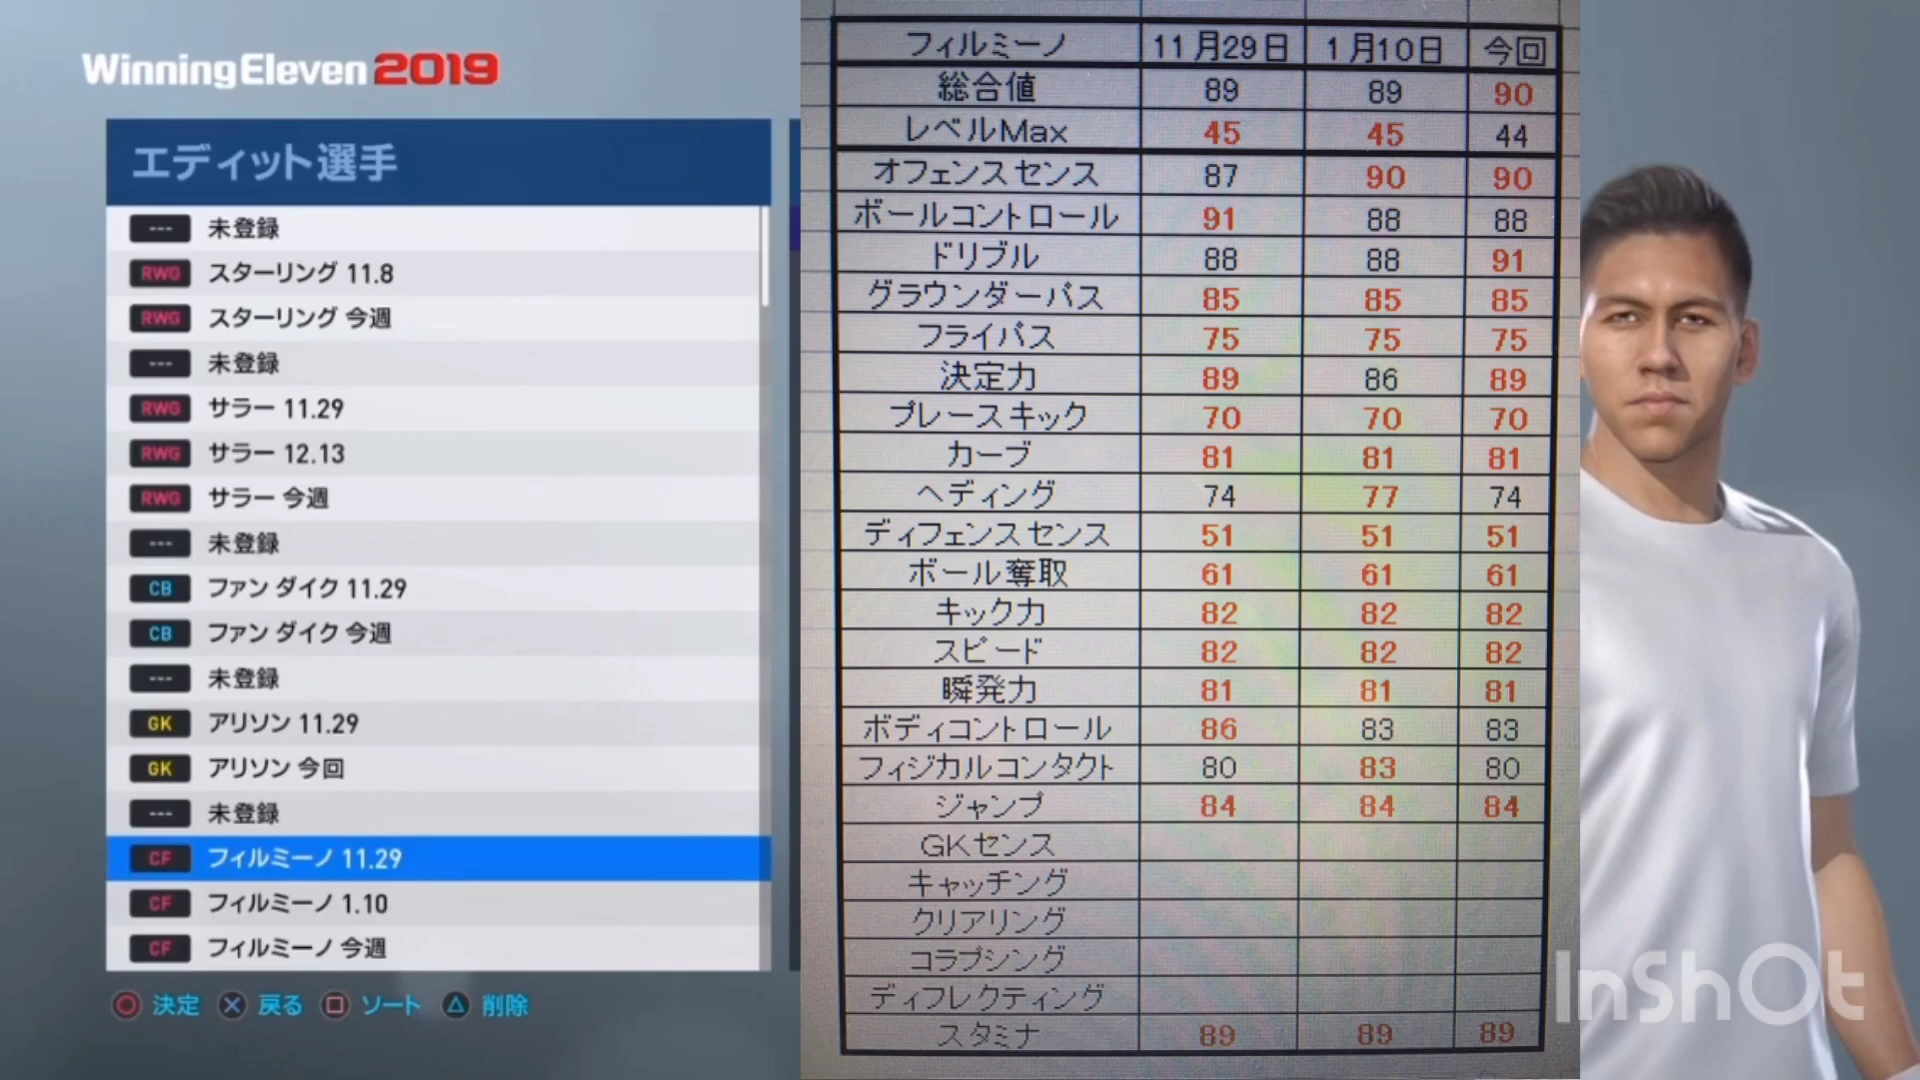 Winning Eleven 2019
エディット選手
--- 未登録
RWG スターリング 11.8
RWG スターリング 今週
--- 未登録
RWG サラー 11.29
RWG サラー 12.13
RWG サラー 今週
--- 未登録
CB ファン ダイク 11.29
CB ファン ダイク 今週
--- 未登録
GK アリソン 11.29
GK アリソン 今回
--- 未登録
CF フィルミーノ 11.29
CF フィルミーノ 1.10
CF フィルミーノ 今週
決定 戻る ソート 削除
フィルミーノ 11月29日 1月10日 今回
総合値 89 89 90
レベルMax 45 45 44
オフェンスセンス 87 90 90
ボールコントロール 91 88 88
ドリブル 88 88 91
グラウンダーパス 85 85 85
フライパス 75 75 75
決定力 89 86 89
プレースキック 70 70 70
カーブ 81 81 81
ヘディング 74 77 74
ディフェンスセンス 51 51 51
ボール奪取 61 61 61
キック力 82 82 82
スピード 82 82 82
瞬発力 81 81 81
ボディコントロール 86 83 83
フィジカルコンタクト 80 83 80
ジャンプ 84 84 84
GKセンス
キャッチング
クリアリング
コラプシング
ディフレクティング
スタミナ 89 89 89
InShOt